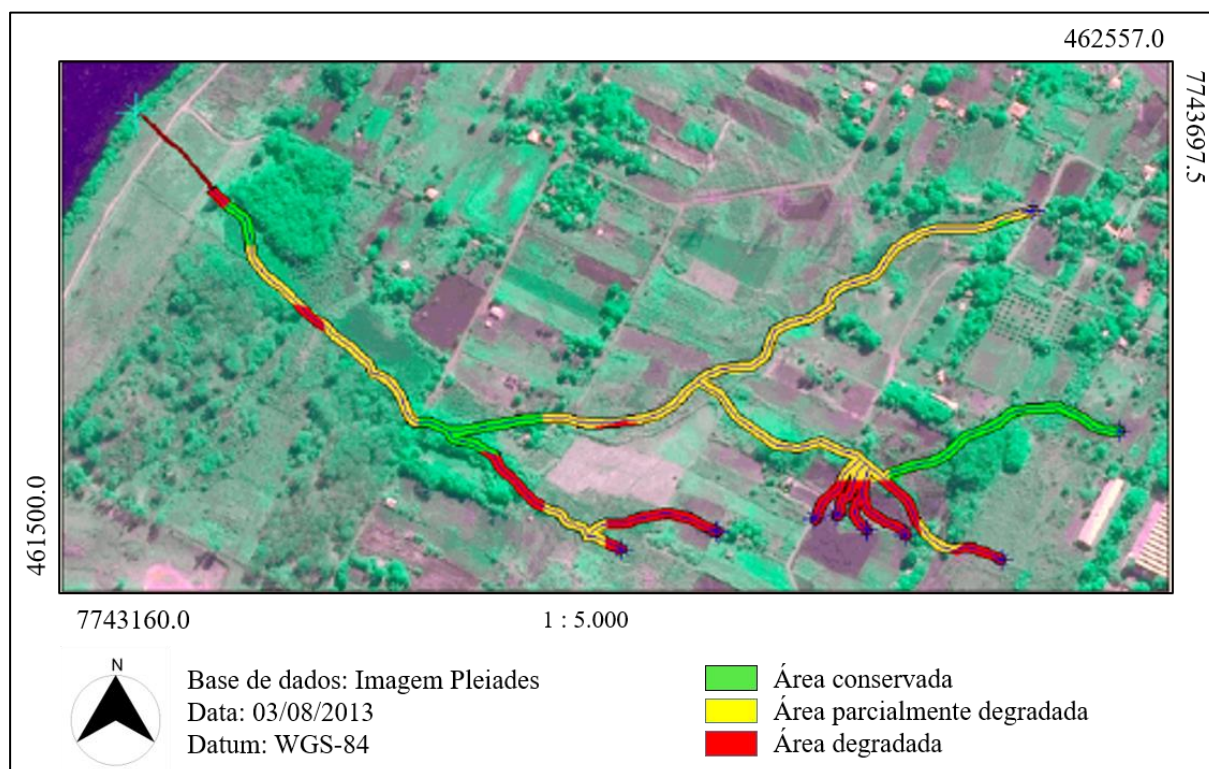 462557.0
7743697.5
461500.0
7743160.0
1 : 5.000
N
Base de dados: Imagem Pleiades
Data: 03/08/2013
Datum: WGS-84
Área conservada
Área parcialmente degradada
Área degradada